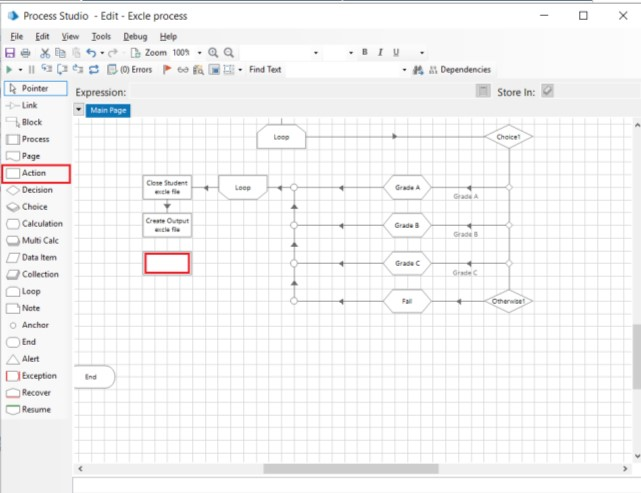 Process Studio - Edit - Excle process
File Edit View Tools Debug Help
Zoom 100% B I U
(0) Errors Find Text Dependencies
Pointer
Link
Block
Process
Page
Action
Decision
Choice
Calculation
Multi Calc
Data Item
Collection
Loop
Note
Anchor
End
Alert
Exception
Recover
Resume
Expression: Store In:
Main Page
Loop Choice1
Close Student
excle file
Loop Grade A
Grade A
Create Output
excle file
Grade B
Grade B
Grade C
Grade C
Fail Otherwise1
End